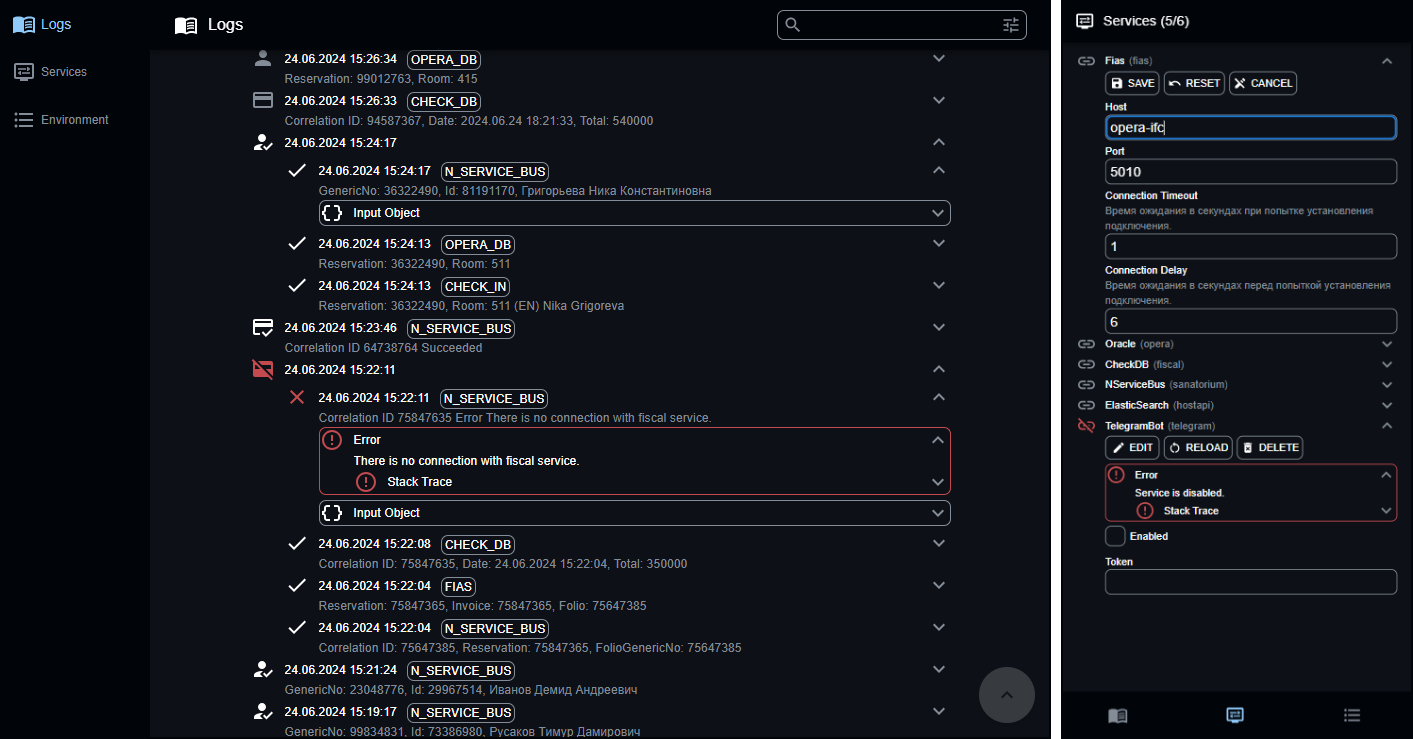 Logs
Services
Environment
Logs
24.06.2024 15:26:34 OPERA_DB
Reservation: 99012763, Room: 415
24.06.2024 15:26:33 CHECK_DB
Correlation ID: 94587367, Date: 2024.06.24 18:21:33, Total: 540000
24.06.2024 15:24:17
24.06.2024 15:24:17 N_SERVICE_BUS
GenericNo: 36322490, Id: 81191170, Григорьева Ника Константиновна
Input Object
24.06.2024 15:24:13 OPERA_DB
Reservation: 36322490, Room: 511
24.06.2024 15:24:13 CHECK_IN
Reservation: 36322490, Room: 511 (EN) Nika Grigoreva
24.06.2024 15:23:46 N_SERVICE_BUS
Correlation ID 64738764 Succeeded
24.06.2024 15:22:11
24.06.2024 15:22:11 N_SERVICE_BUS
Correlation ID 75847635 Error There is no connection with fiscal service.
Error
There is no connection with fiscal service.
Stack Trace
Input Object
24.06.2024 15:22:08 CHECK_DB
Correlation ID: 75847635, Date: 24.06.2024 15:22:04, Total: 350000
24.06.2024 15:22:04 FIAS
Reservation: 75847365, Invoice: 75847365, Folio: 75647385
24.06.2024 15:22:04 N_SERVICE_BUS
Correlation ID: 75647385, Reservation: 75847365, FolioGenericNo: 75647385
24.06.2024 15:21:24 N_SERVICE_BUS
GenericNo: 23048776, Id: 29967514, Иванов Демид Андреевич
24.06.2024 15:19:17 N_SERVICE_BUS
GenericNo: 99834831, Id: 73386980, Русаков Тимур Дамирович
Services (5/6)
Fias (fias)
SAVE RESET CANCEL
Host
opera-ifc
Port
5010
Connection Timeout
Время ожидания в секундах при попытке установления
подключения.
1
Connection Delay
Время ожидания в секундах перед попыткой установления
подключения.
6
Oracle (opera)
CheckDB (fiscal)
NServiceBus (sanatorium)
ElasticSearch (hostapi)
TelegramBot (telegram)
EDIT RELOAD DELETE
Error
Service is disabled.
Stack Trace
Enabled
Token